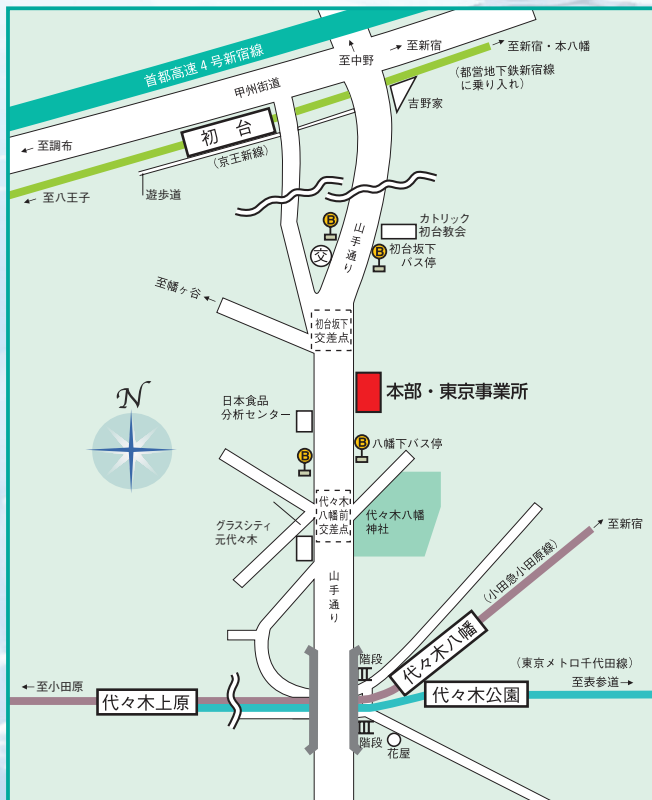 首都高速4号新宿線
至中野
至新宿
至新宿・本八幡
(都営地下鉄新宿線
に乗り入れ)
甲州街道
吉野家
初台
(京王新線)
至調布
至八王子
遊歩道
B
山手通り
カトリック
初台教会
交
B
初台坂下
バス停
至幡ヶ谷
初台坂下
交差点
N
本部・東京事業所
日本食品
分析センター
B
八幡下バス停
B
代々木
八幡前
交差点
代々木八幡
神社
グラスシティ
元代々木
至新宿
(小田急小田原線)
山手通り
代々木八幡
階段
(東京メトロ千代田線)
至小田原
代々木上原
代々木公園
至表参道
階段
花屋